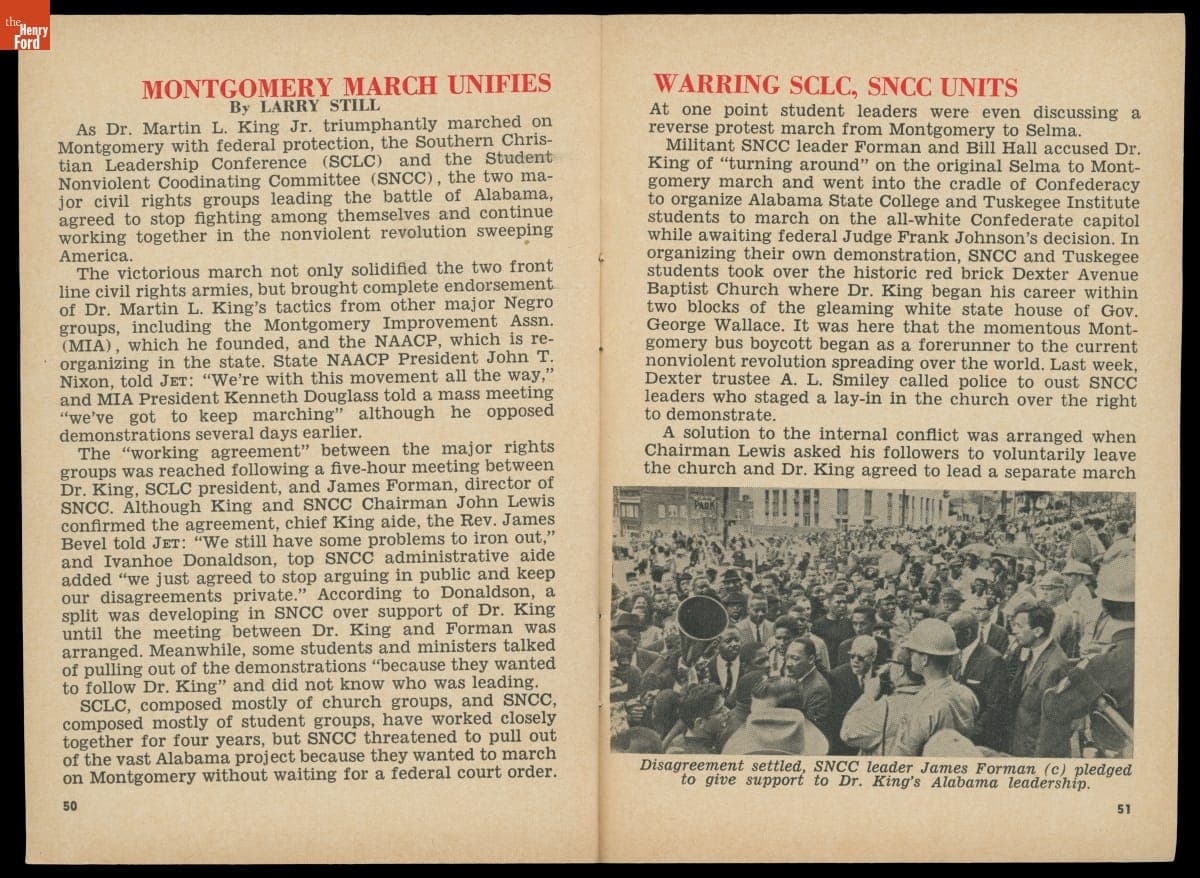 the
Henry
Ford
MONTGOMERY MARCH UNIFIES
By LARRY STILL
As Dr. Martin L. King Jr. triumphantly marched on
Montgomery with federal protection, the Southern Chris-
tian Leadership Conference (SCLC) and the Student
Nonviolent Coodinating Committee (SNCC), the two ma-
jor civil rights groups leading the battle of Alabama,
agreed to stop fighting among themselves and continue
working together in the nonviolent revolution sweeping
America.
The victorious march not only solidified the two front
line civil rights armies, but brought complete endorsement
of Dr. Martin L. King's tactics from other major Negro
groups, including the Montgomery Improvement Assn.
(MIA), which he founded, and the NAACP, which is re-
organizing in the state. State NAACP President John T.
Nixon, told JET: "We're with this movement all the way,"
and MIA President Kenneth Douglass told a mass meeting
"we've got to keep marching" although he opposed
demonstrations several days earlier.
The "working agreement" between the major rights
groups was reached following a five-hour meeting between
Dr. King, SCLC president, and James Forman, director of
SNCC. Although King and SNCC Chairman John Lewis
confirmed the agreement, chief King aide, the Rev. James
Bevel told JET: "We still have some problems to iron out,"
and Ivanhoe Donaldson, top SNCC administrative aide
added "we just agreed to stop arguing in public and keep
our disagreements private." According to Donaldson, a
split was developing in SNCC over support of Dr. King
until the meeting between Dr. King and Forman was
arranged. Meanwhile, some students and ministers talked
of pulling out of the demonstrations "because they wanted
to follow Dr. King" and did not know who was leading.
SCLC, composed mostly of church groups, and SNCC,
composed mostly of student groups, have worked closely
together for four years, but SNCC threatened to pull out
of the vast Alabama project because they wanted to march
on Montgomery without waiting for a federal court order.
50
WARRING SCLC, SNCC UNITS
At one point student leaders were even discussing a
reverse protest march from Montgomery to Selma.
Militant SNCC leader Forman and Bill Hall accused Dr.
King of "turning around" on the original Selma to Mont-
gomery march and went into the cradle of Confederacy
to organize Alabama State College and Tuskegee Institute
students to march on the all-white Confederate capitol
while awaiting federal Judge Frank Johnson's decision. In
organizing their own demonstration, SNCC and Tuskegee
students took over the historic red brick Dexter Avenue
Baptist Church where Dr. King began his career within
two blocks of the gleaming white state house of Gov.
George Wallace. It was here that the momentous Mont-
gomery bus boycott began as a forerunner to the current
nonviolent revolution spreading over the world. Last week,
Dexter trustee A. L. Smiley called police to oust SNCC
leaders who staged a lay-in in the church over the right
to demonstrate.
A solution to the internal conflict was arranged when
Chairman Lewis asked his followers to voluntarily leave
the church and Dr. King agreed to lead a separate march
PARK
Disagreement settled, SNCC leader James Forman (c) pledged
to give support to Dr. King's Alabama leadership.
51